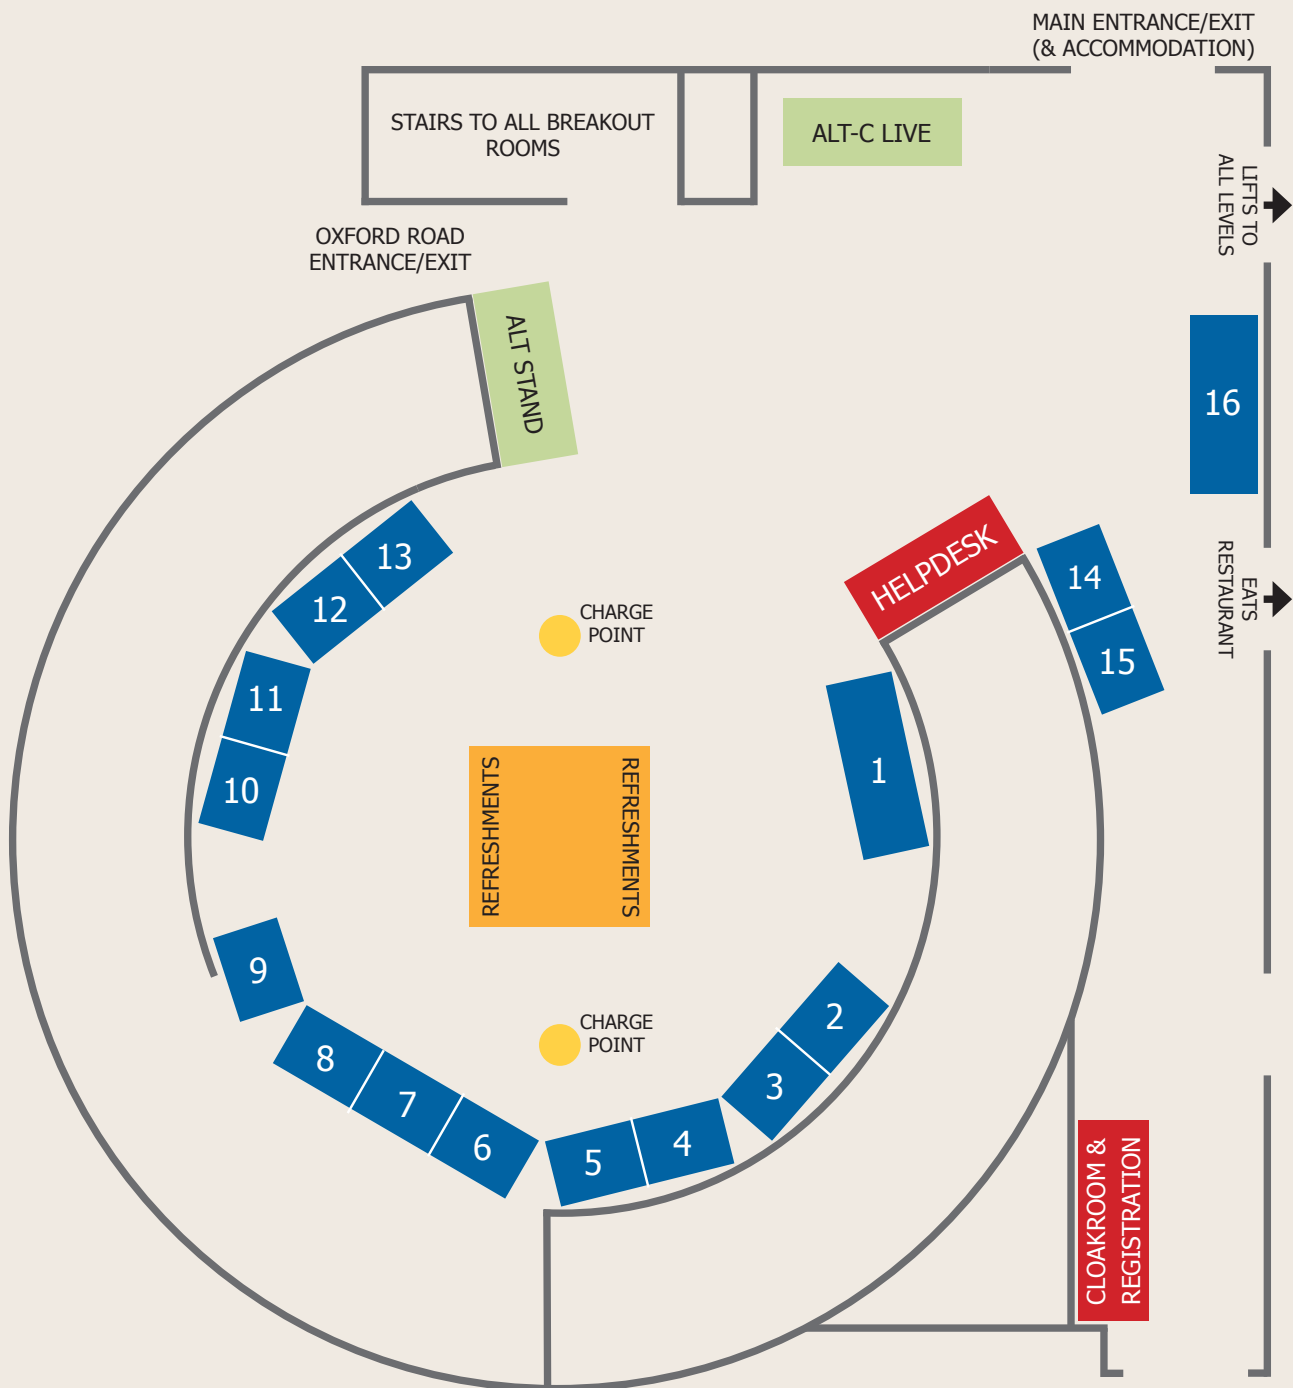 MAIN ENTRANCE/EXIT
(& ACCOMMODATION)
STAIRS TO ALL BREAKOUT
ROOMS
ALT-C LIVE
LIFTS TO
ALL LEVELS
OXFORD ROAD
ENTRANCE/EXIT
ALT STAND
16
13
12
HELPDESK
14
15
EATS
RESTAURANT
CHARGE
POINT
11
10
1
REFRESHMENTS
REFRESHMENTS
9
8
7
6
CHARGE
POINT
2
3
4
5
CLOAKROOM &
REGISTRATION